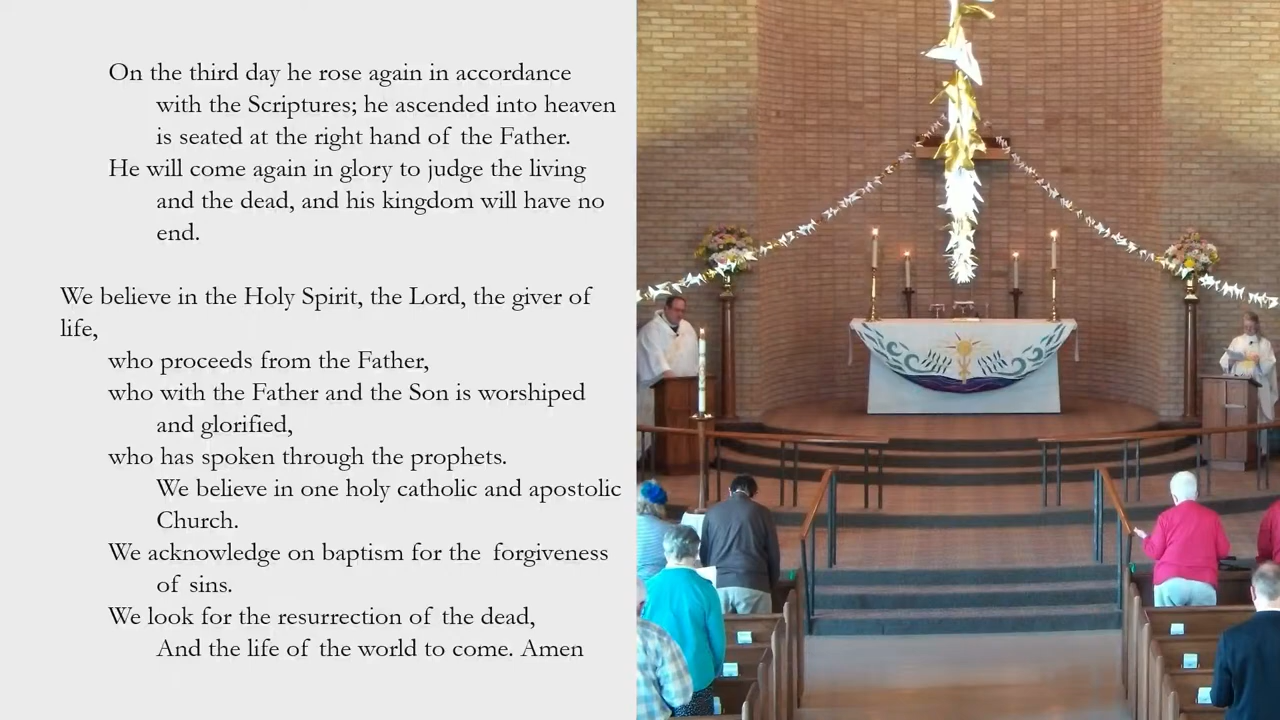 On the third day he rose again in accordance
with the Scriptures; he ascended into heaven
is seated at the right hand of the Father.
He will come again in glory to judge the living
and the dead, and his kingdom will have no
end.
We believe in the Holy Spirit, the Lord, the giver of
life,
who proceeds from the Father,
who with the Father and the Son is worshiped
and glorified,
who has spoken through the prophets.
We believe in one holy catholic and apostolic
Church.
We acknowledge on baptism for the forgiveness
of sins.
We look for the resurrection of the dead,
And the life of the world to come. Amen